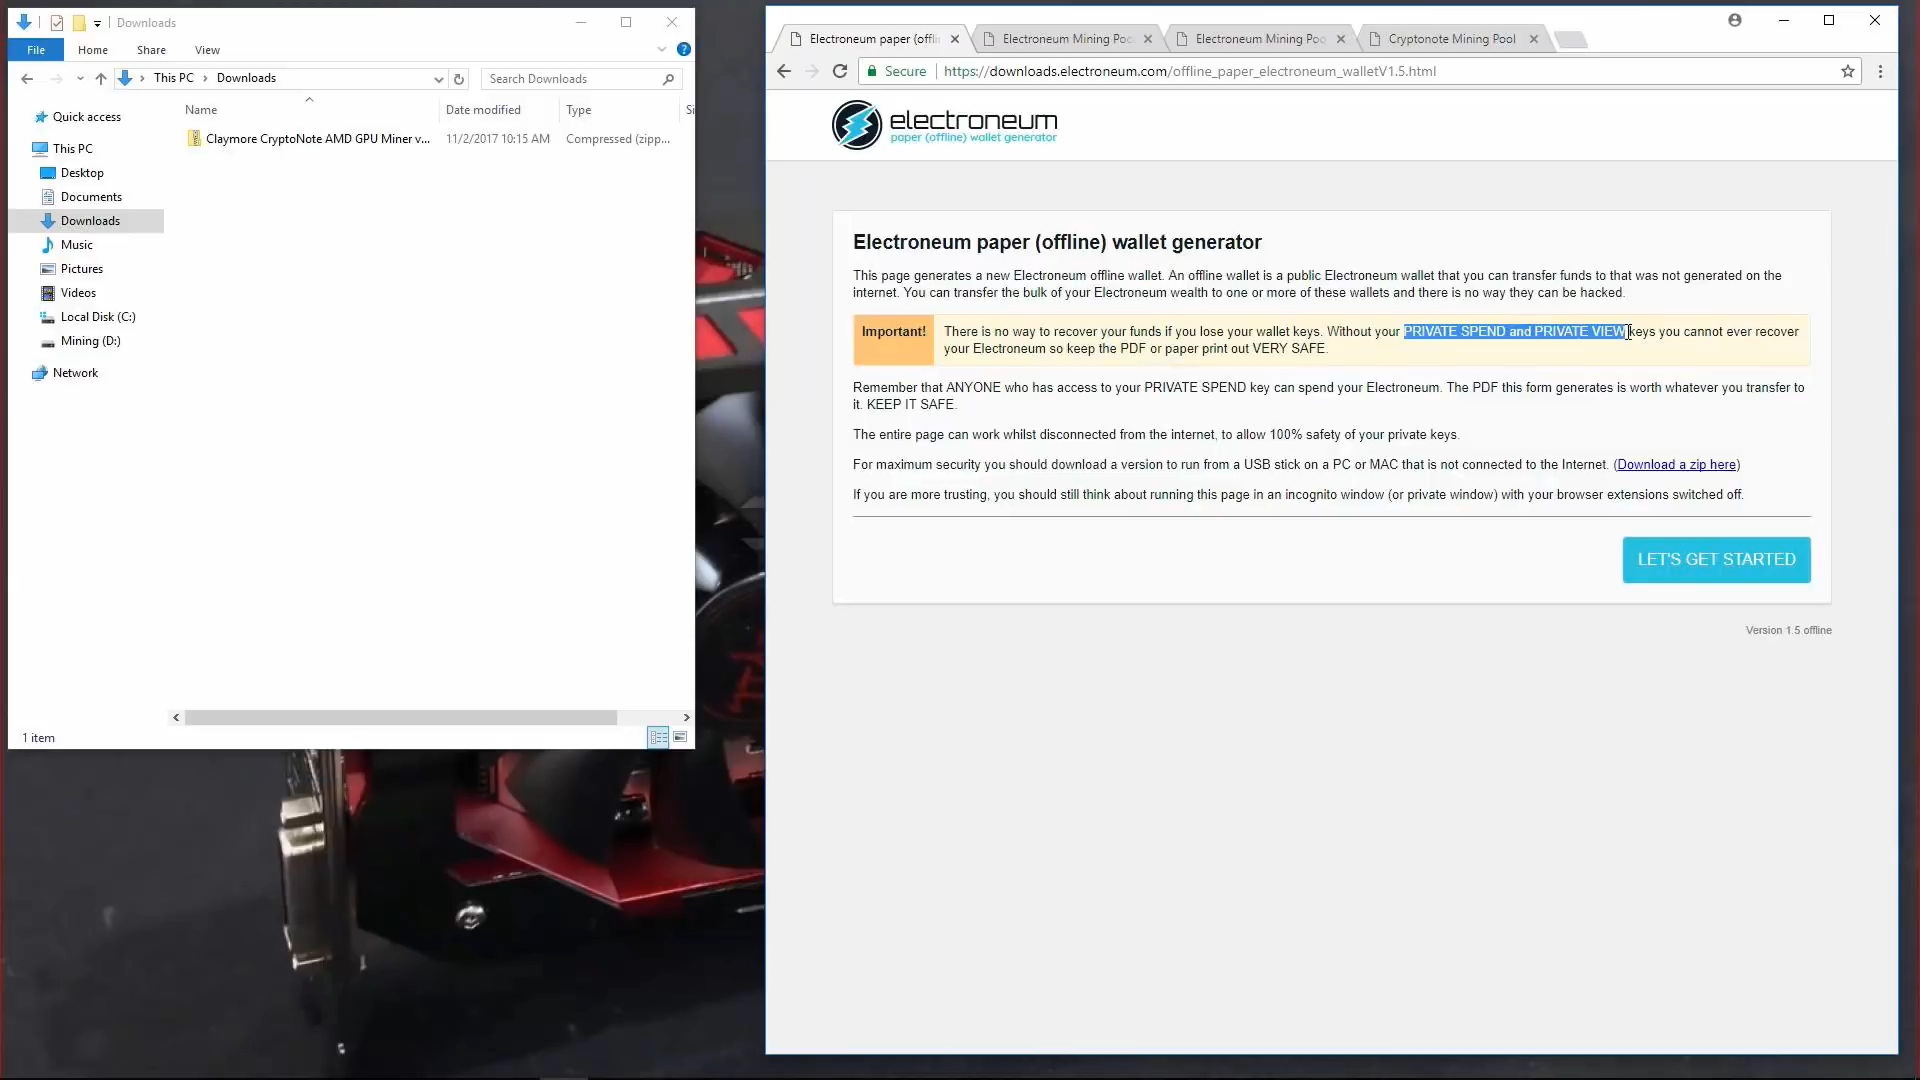 Downloads
File Home Share View
This PC > Downloads
Search Downloads
Name Date modified Type Si
Claymore CryptoNote AMD GPU Miner v... 11/2/2017 10:15 AM Compressed (zipp...
Quick access
This PC
Desktop
Documents
Downloads
Music
Pictures
Videos
Local Disk (C:)
Mining (D:)
Network
1 item
Electroneum paper (offli Electroneum Mining Poo Electroneum Mining Poo Cryptonote Mining Pool
Secure https://downloads.electroneum.com/offline_paper_electroneum_walletV1.5.html
electroneum
paper (offline) wallet generator
Electroneum paper (offline) wallet generator
This page generates a new Electroneum offline wallet. An offline wallet is a public Electroneum wallet that you can transfer funds to that was not generated on the
internet. You can transfer the bulk of your Electroneum wealth to one or more of these wallets and there is no way they can be hacked.
Important! There is no way to recover your funds if you lose your wallet keys. Without your PRIVATE SPEND and PRIVATE VIEW keys you cannot ever recover
your Electroneum so keep the PDF or paper print out VERY SAFE.
Remember that ANYONE who has access to your PRIVATE SPEND key can spend your Electroneum. The PDF this form generates is worth whatever you transfer to
it. KEEP IT SAFE.
The entire page can work whilst disconnected from the internet, to allow 100% safety of your private keys.
For maximum security you should download a version to run from a USB stick on a PC or MAC that is not connected to the Internet. (Download a zip here)
If you are more trusting, you should still think about running this page in an incognito window (or private window) with your browser extensions switched off.
LET'S GET STARTED
Version 1.5 offline